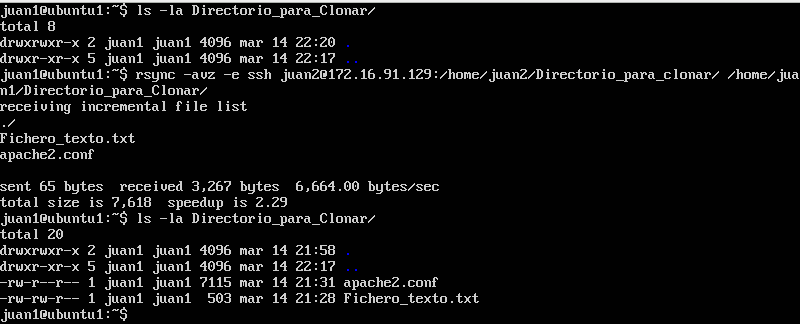 juan1@ubuntu1:~$ ls -la Directorio_para_Clonar/
total 8
drwxrwxr-x 2 juan1 juan1 4096 mar 14 22:20 .
drwxr-xr-x 5 juan1 juan1 4096 mar 14 22:17 ..
juan1@ubuntu1:~$ rsync -avz -e ssh juan2@172.16.91.129:/home/juan2/Directorio_para_clonar/ /home/jua
n1/Directorio_para_Clonar/
receiving incremental file list
./
Fichero_texto.txt
apache2.conf

sent 65 bytes  received 3,267 bytes  6,664.00 bytes/sec
total size is 7,618  speedup is 2.29
juan1@ubuntu1:~$ ls -la Directorio_para_Clonar/
total 20
drwxrwxr-x 2 juan1 juan1 4096 mar 14 21:58 .
drwxr-xr-x 5 juan1 juan1 4096 mar 14 22:17 ..
-rw-r--r-- 1 juan1 juan1 7115 mar 14 21:31 apache2.conf
-rw-rw-r-- 1 juan1 juan1  503 mar 14 21:28 Fichero_texto.txt
juan1@ubuntu1:~$